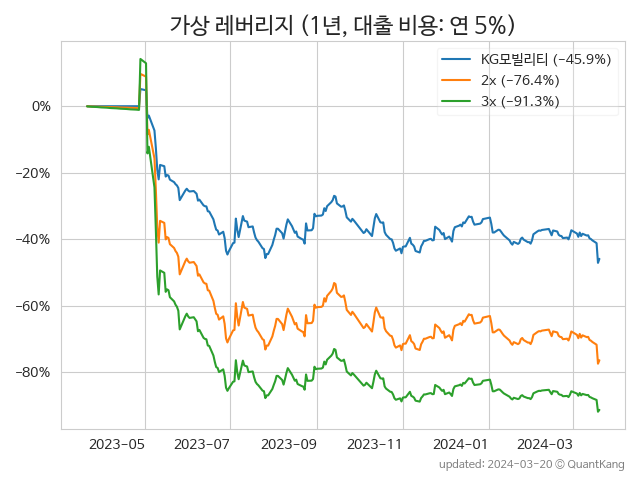 가상 레버리지 (1년, 대출 비용: 연 5%)
KG모빌리티 (−45.9%)
2x (−76.4%)
3x (−91.3%)
0%
−20%
−40%
−60%
−80%
2023-05 2023-07 2023-09 2023-11 2024-01 2024-03
updated: 2024-03-20 © QuantKang